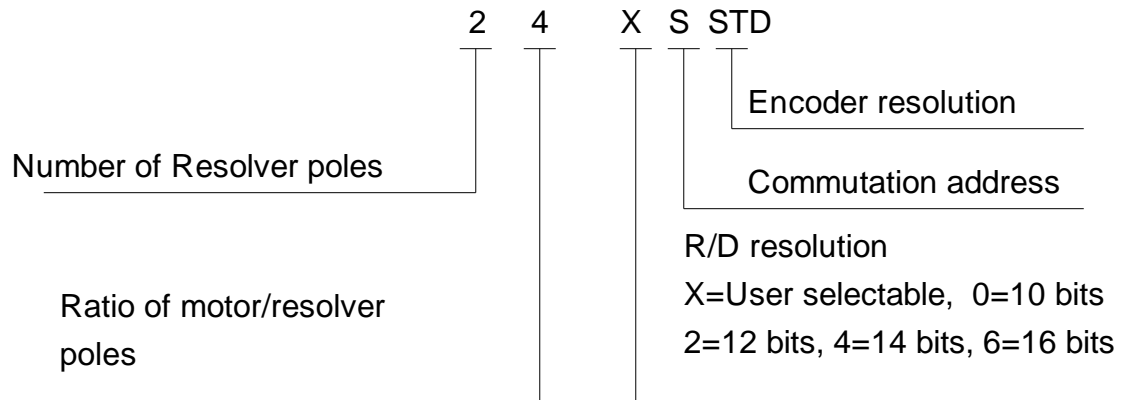 2 4 X S STD
Encoder resolution
Number of Resolver poles
Commutation address
R/D resolution
X=User selectable, 0=10 bits
2=12 bits, 4=14 bits, 6=16 bits
Ratio of motor/resolver
poles